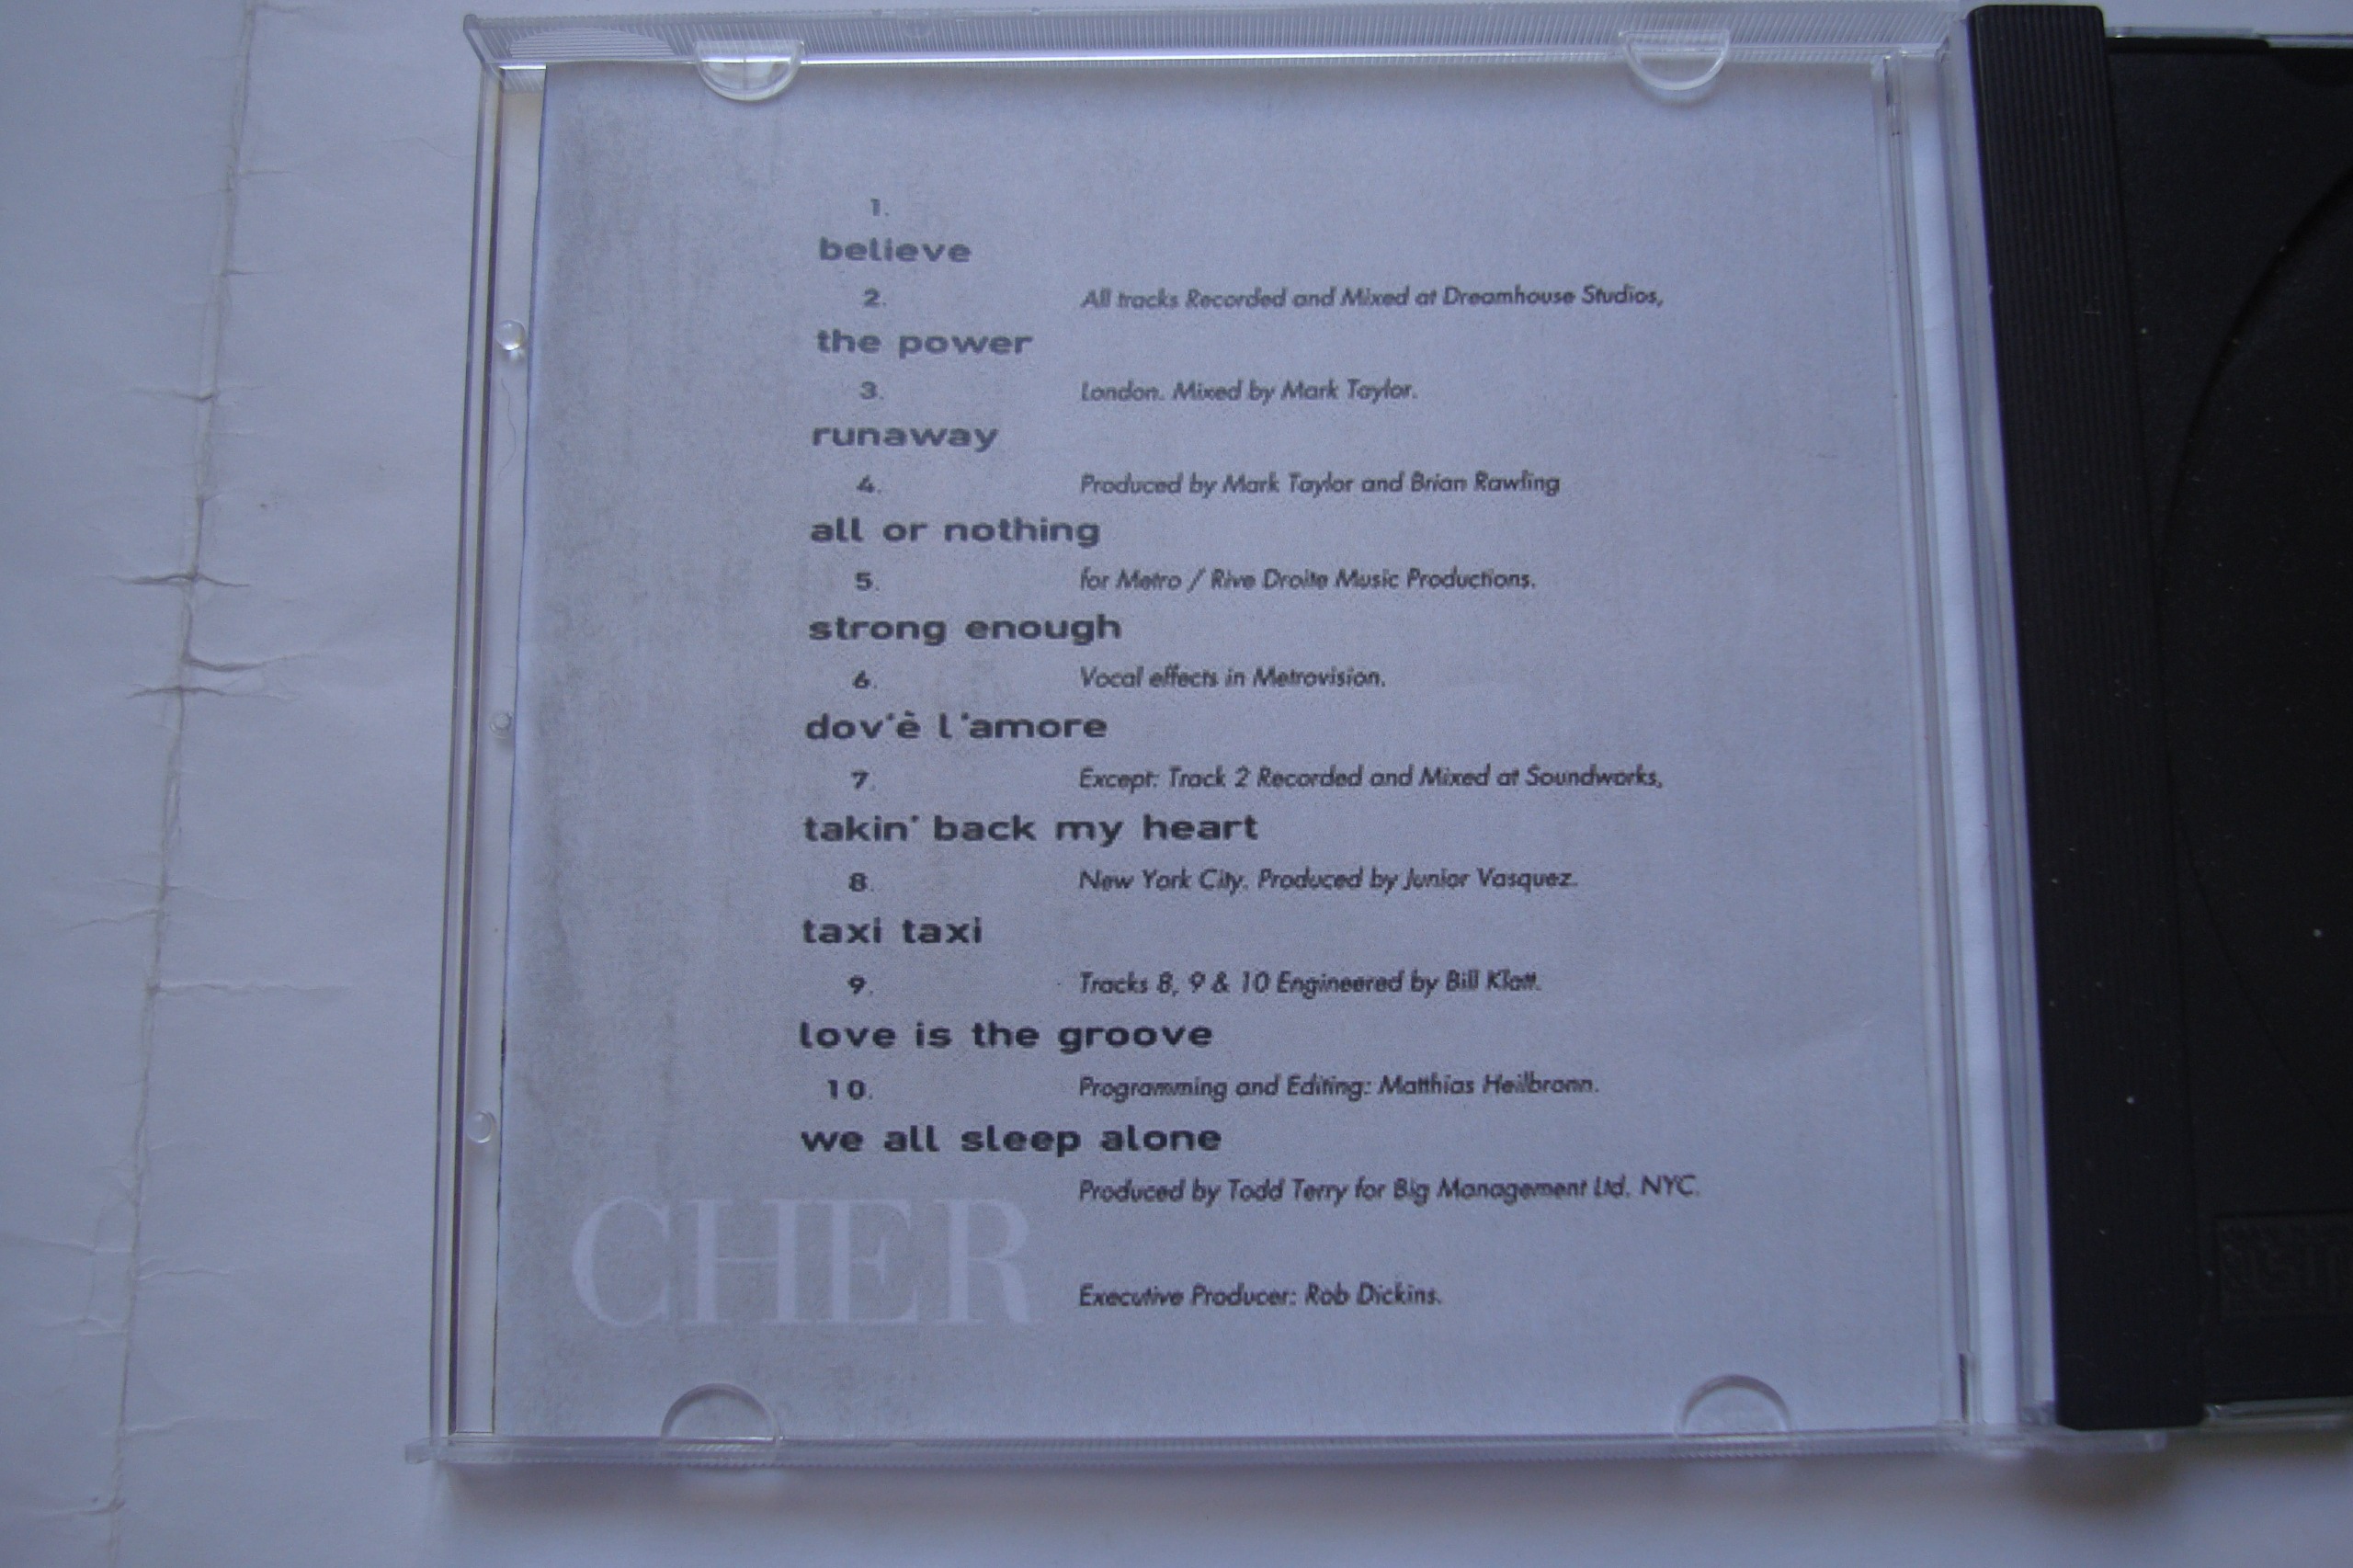 1.
believe
2.
All tracks Recorded and Mixed at Dreamhouse Studios,
the power
3.
London. Mixed by Mark Taylor.
runaway
4.
Produced by Mark Taylor and Brian Rawling
all or nothing
5.
for Metro / Rive Droite Music Productions.
strong enough
6.
Vocal effects in Metrovision.
dov'è l'amore
7.
Except: Track 2 Recorded and Mixed at Soundworks,
takin' back my heart
8.
New York City. Produced by Junior Vasquez.
taxi taxi
9.
Tracks 8, 9 & 10 Engineered by Bill Klatt.
love is the groove
10.
Programming and Editing: Matthias Heilbronn.
we all sleep alone
Produced by Todd Terry for Big Management Ltd. NYC.
CHER
Executive Producer: Rob Dickins.